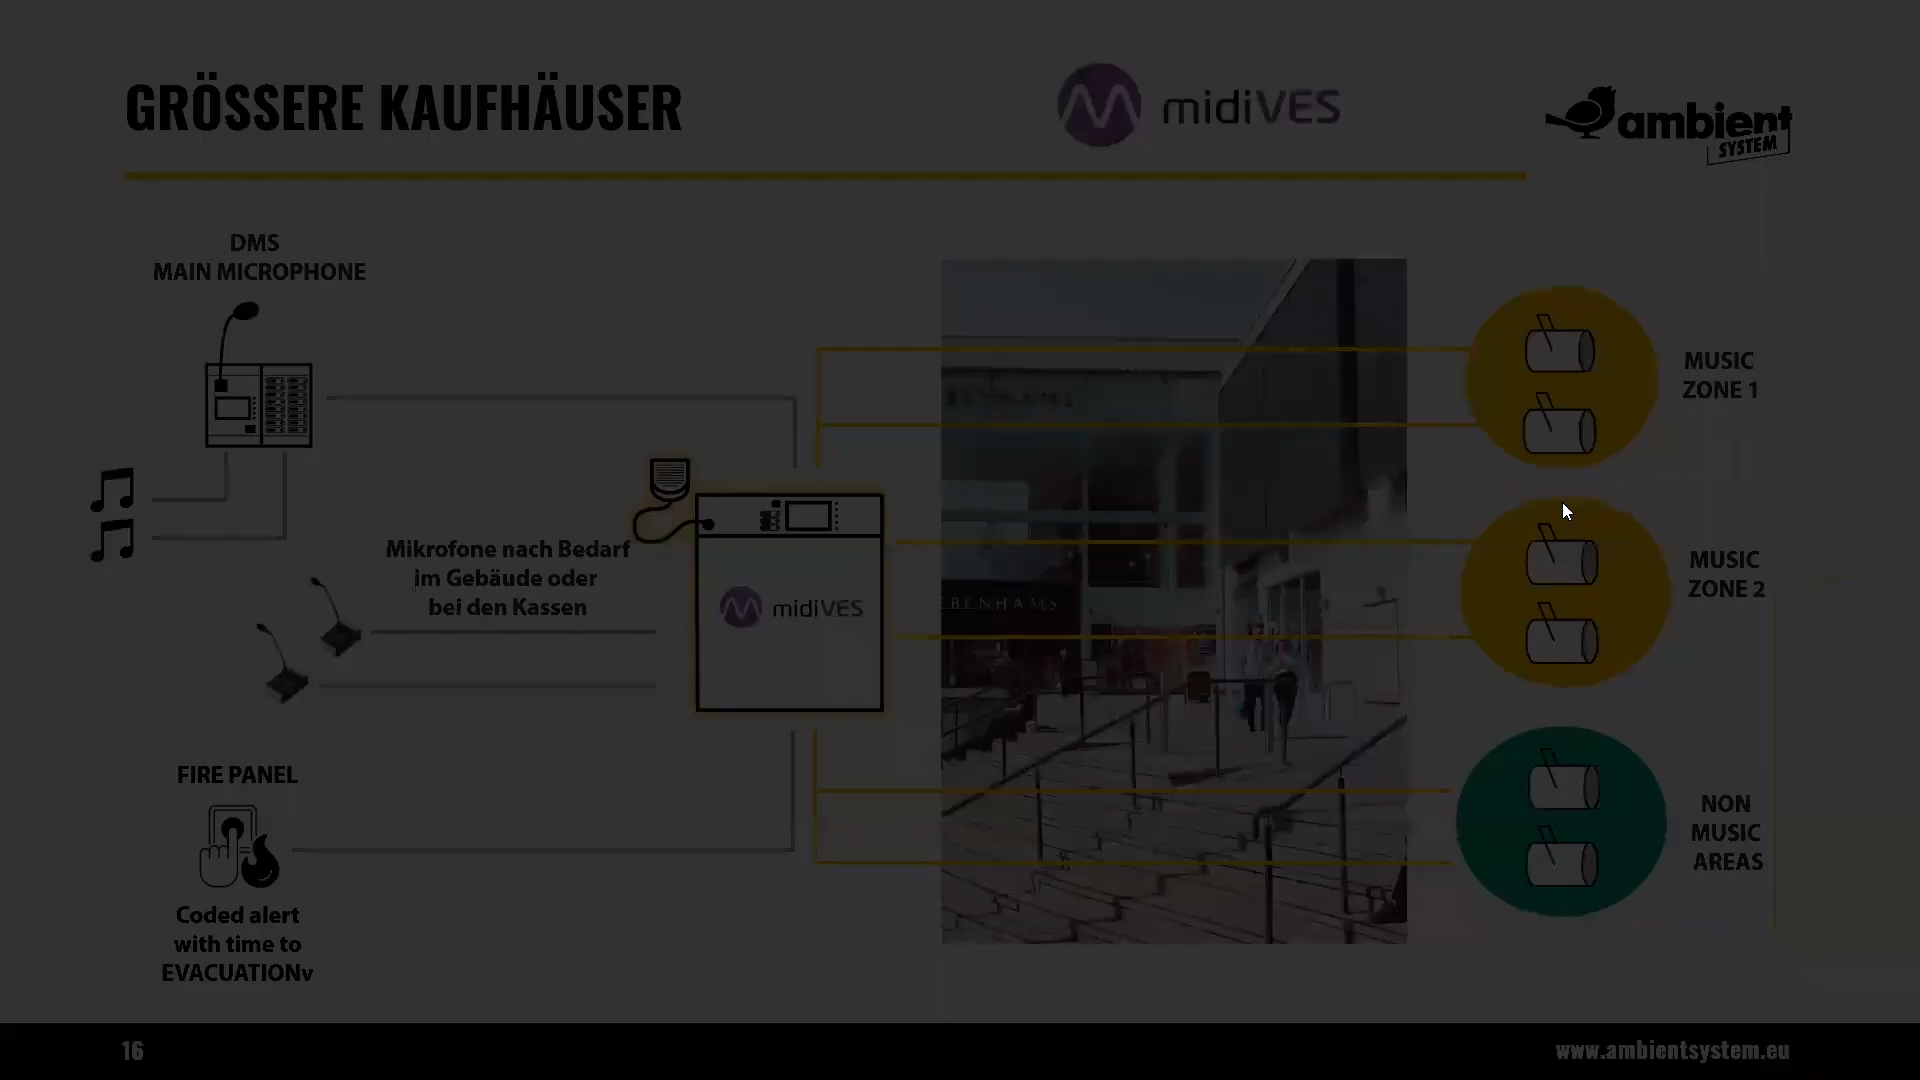 GRÖSSERE KAUFHÄUSER
midiVES
ambient
SYSTEM
DMS
MAIN MICROPHONE
Mikrofone nach Bedarf
im Gebäude oder
bei den Kassen
midiVES
FIRE PANEL
Coded alert
with time to
EVACUATIONv
EBENHAMS
MUSIC
ZONE 1
MUSIC
ZONE 2
NON
MUSIC
AREAS
16
www.ambientsystem.eu